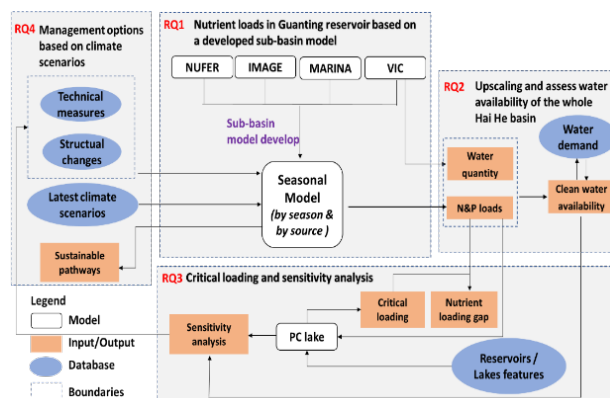 RQ4 Management options
based on climate
scenarios
Technical
measures
Structual
changes
Latest climate
scenarios
Sustainable
pathways
Legend
Model
Input/Output
Database
Boundaries
RQ1 Nutrient loads in Guanting reservoir based on
a developed sub-basin model
NUFER
IMAGE
MARINA
VIC
Sub-basin
model develop
Seasonal
Model
(by season &
by source )
RQ2 Upscaling and assess water
availability of the whole
Hai He basin
Water
demand
Water
quantity
N&P loads
Clean water
availability
RQ3 Critical loading and sensitivity analysis
Critical
loading
Nutrient
loading gap
Sensitivity
analysis
PC lake
Reservoirs /
Lakes features